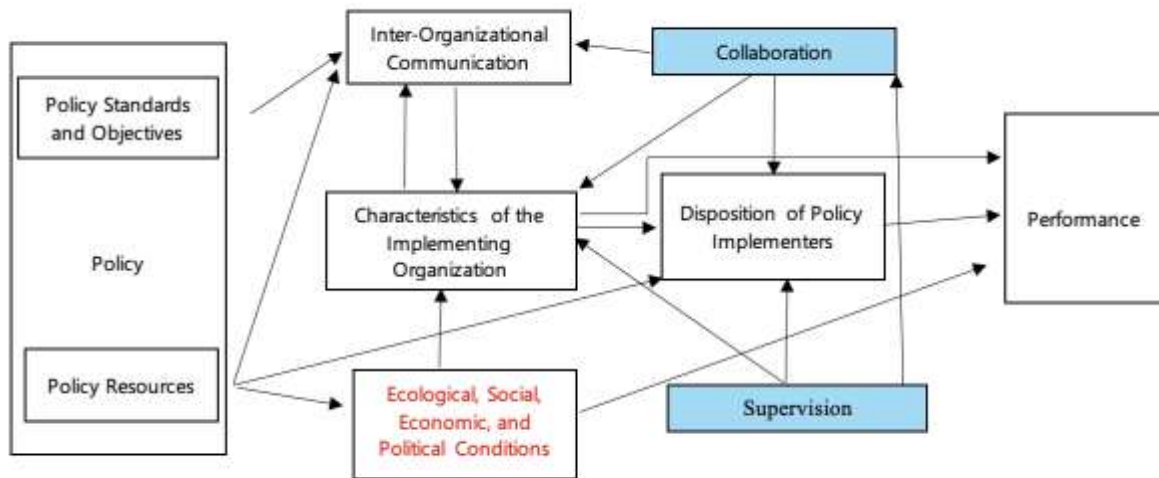 Inter-Organizational
Communication
Collaboration
Policy Standards
and Objectives
Characteristics of the
Implementing
Organization
Disposition of Policy
Implementers
Performance
Policy
Policy Resources
Ecological, Social,
Economic, and
Political Conditions
Supervision